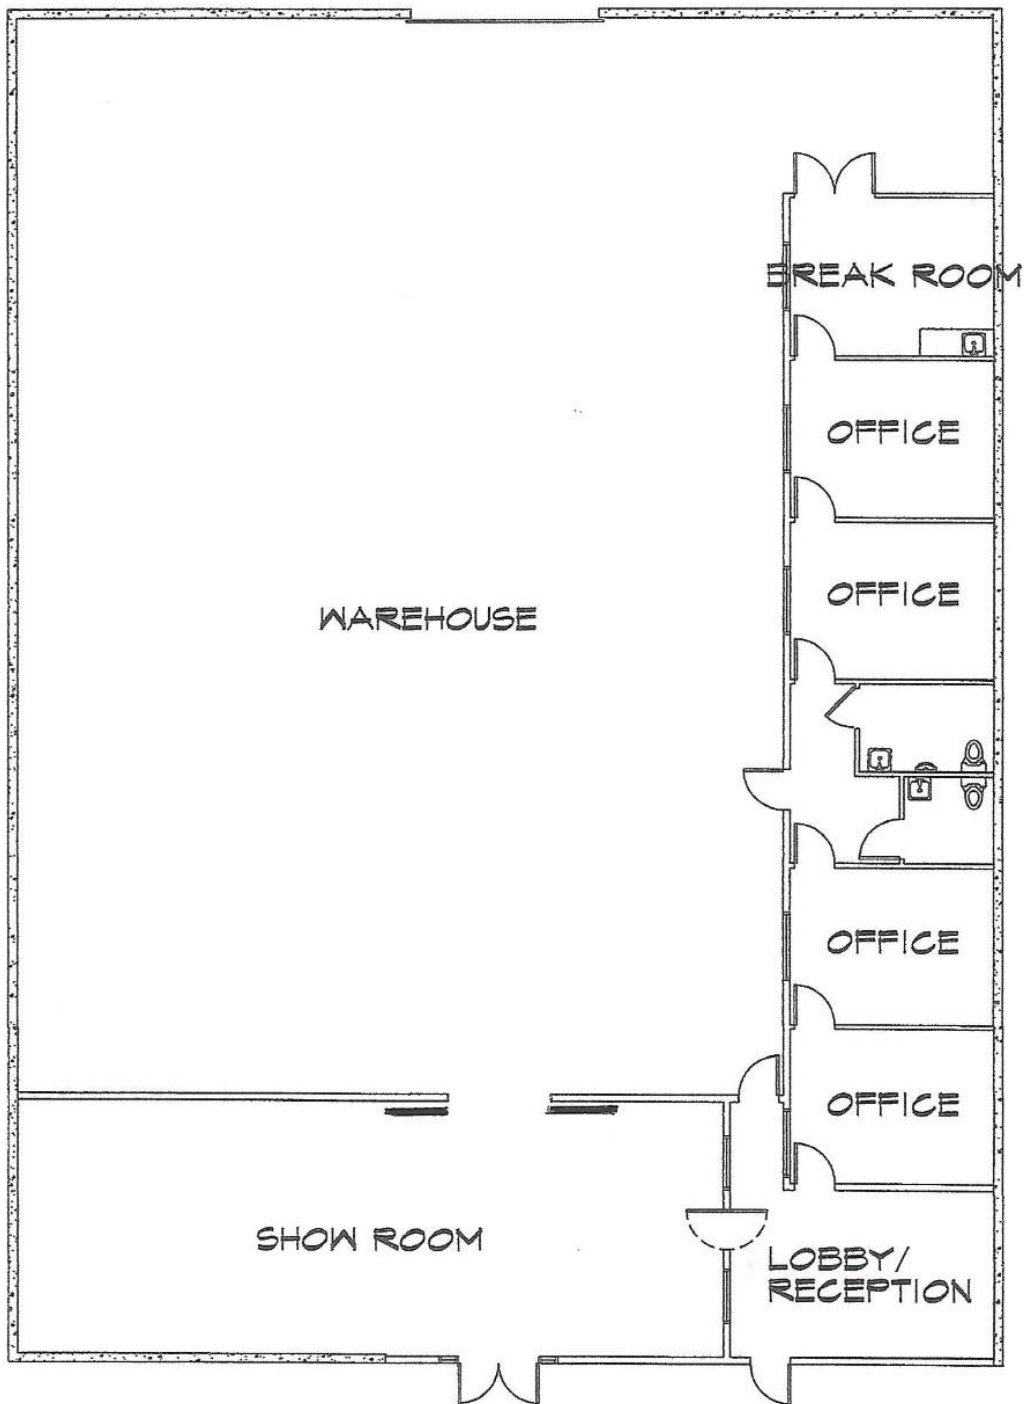 BREAK ROOM
OFFICE
OFFICE
WAREHOUSE
OFFICE
OFFICE
SHOW ROOM
LOBBY/
RECEPTION